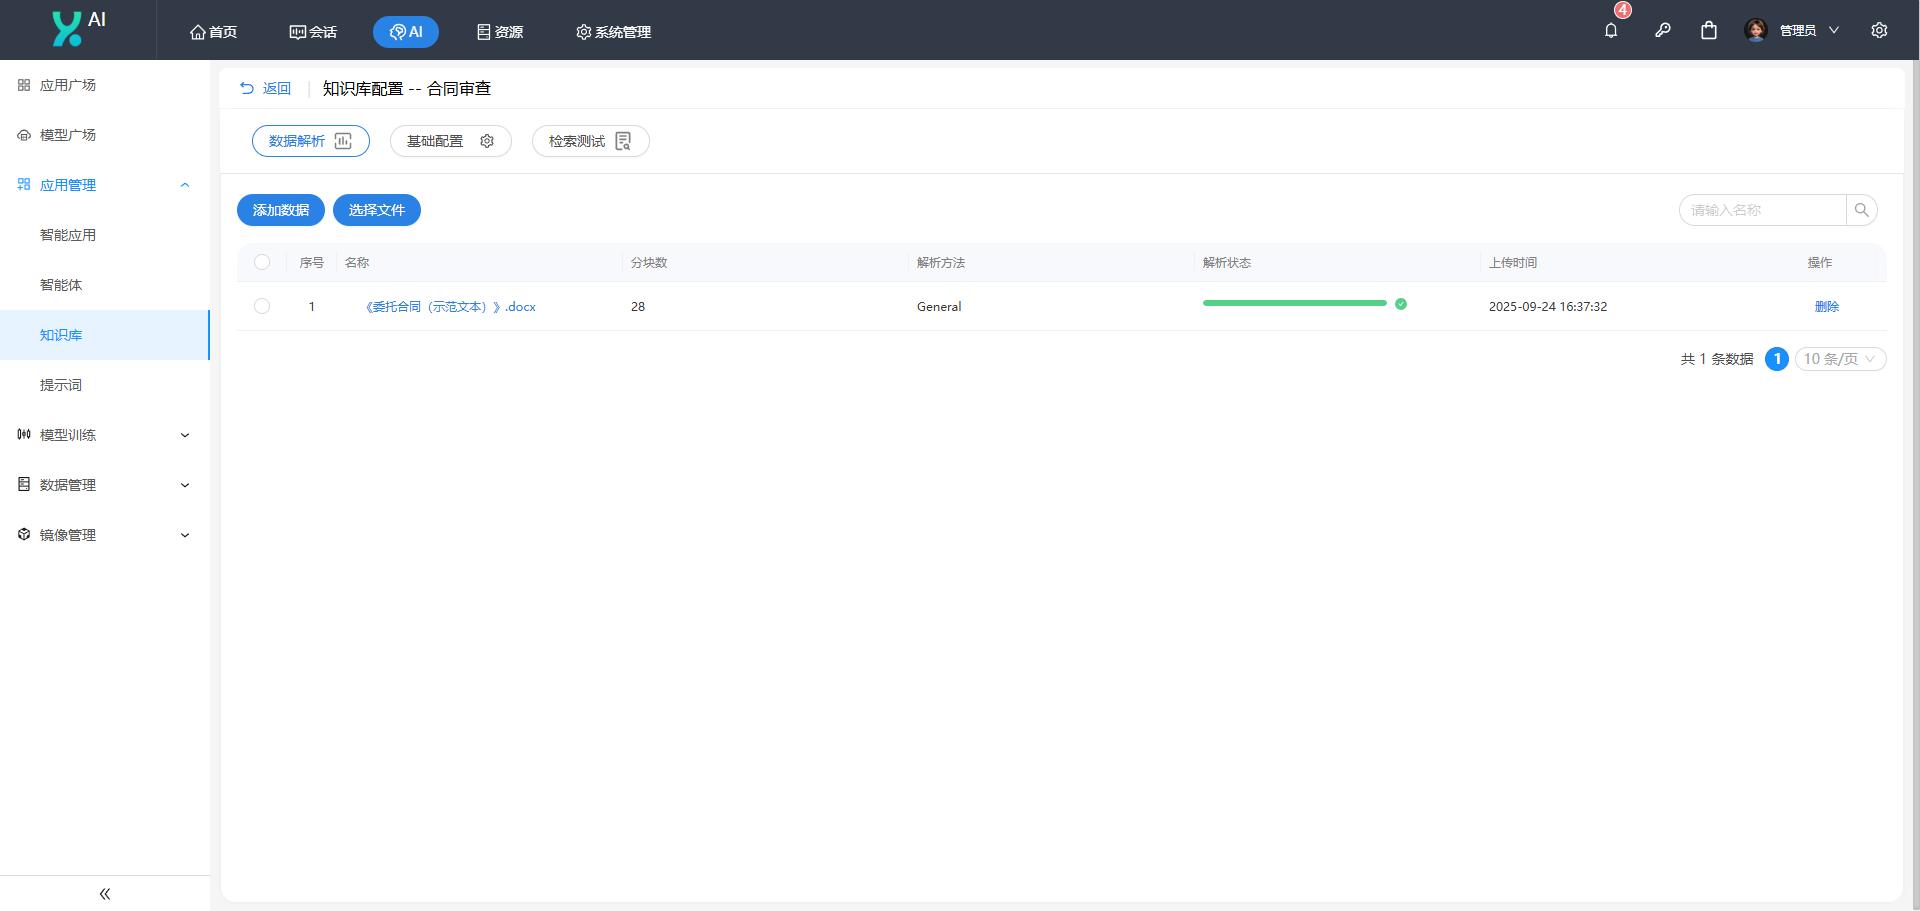 AI
首页
会话
AI
资源
系统管理
4
管理员
应用广场
模型广场
应用管理
智能应用
智能体
知识库
提示词
模型训练
数据管理
镜像管理
返回
知识库配置 -- 合同审查
数据解析
基础配置
检索测试
添加数据
选择文件
请输入名称
序号 名称 分块数 解析方法 解析状态 上传时间 操作
1 《委托合同（示范文本）》.docx 28 General 2025-09-24 16:37:32 删除
共 1 条数据 1 10 条/页